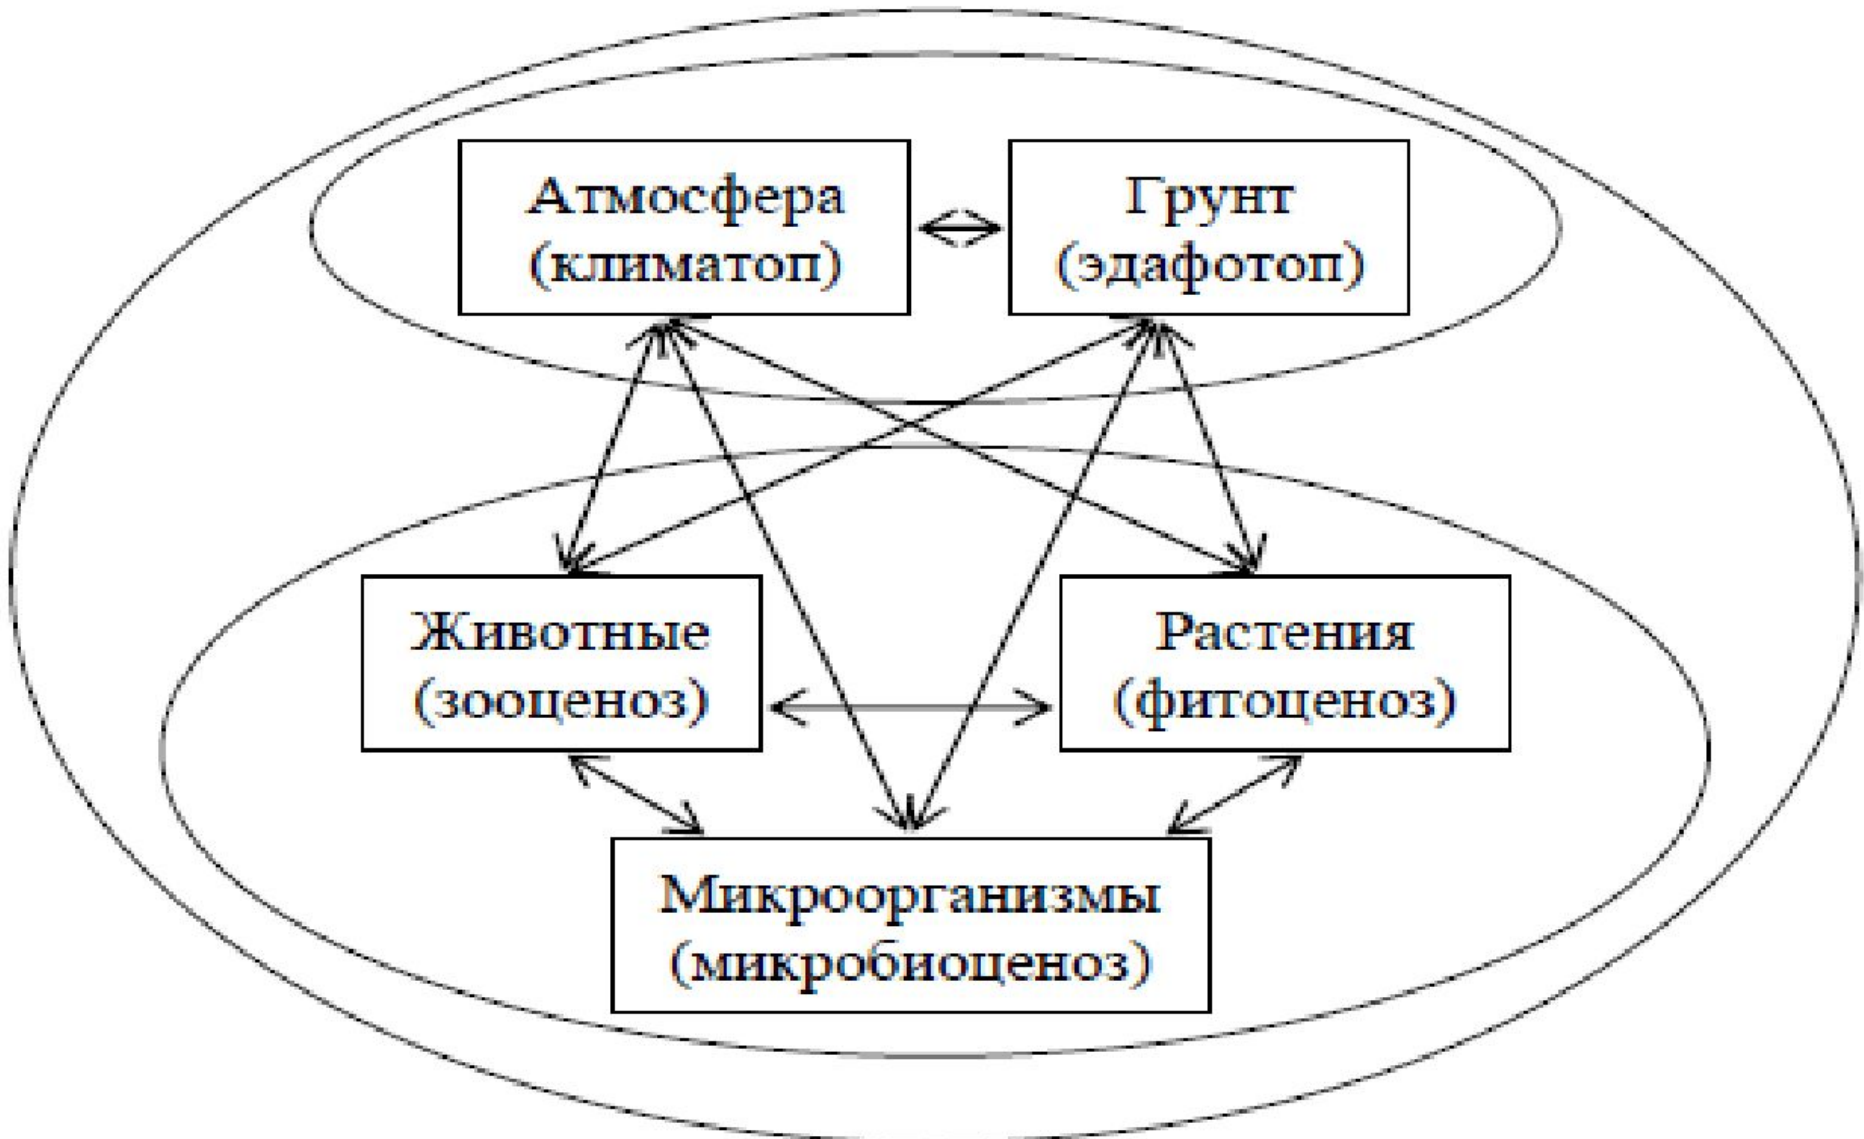 Атмосфера
(климатоп)
Грунт
(эдафотоп)
Животные
(зооценоз)
Растения
(фитоценоз)
Микроорганизмы
(микробиоценоз)